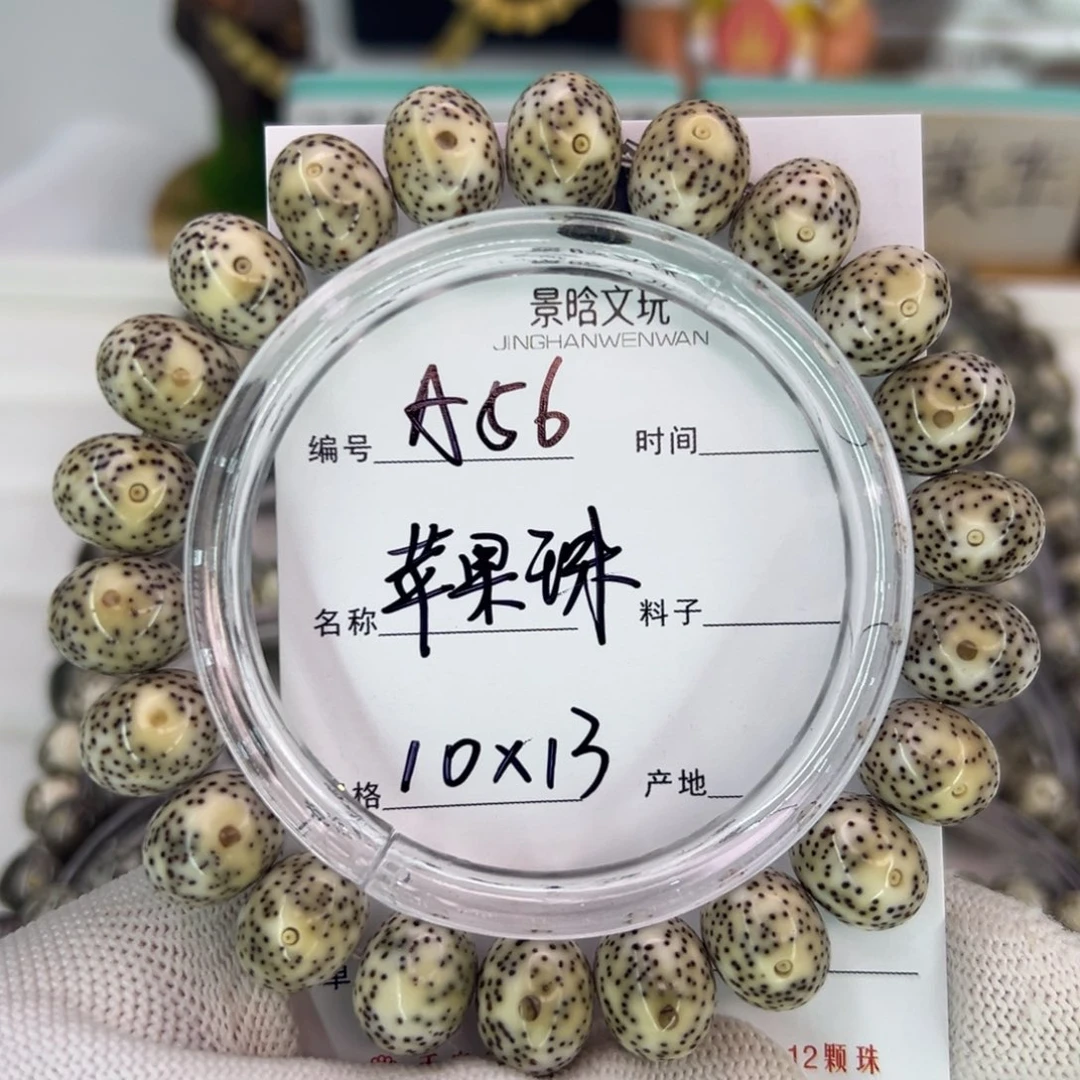 景晗文玩
JINGHANWENWAN
编号 A56 时间
名称 苹果珠 料子
格 10X13 产地
12颗珠